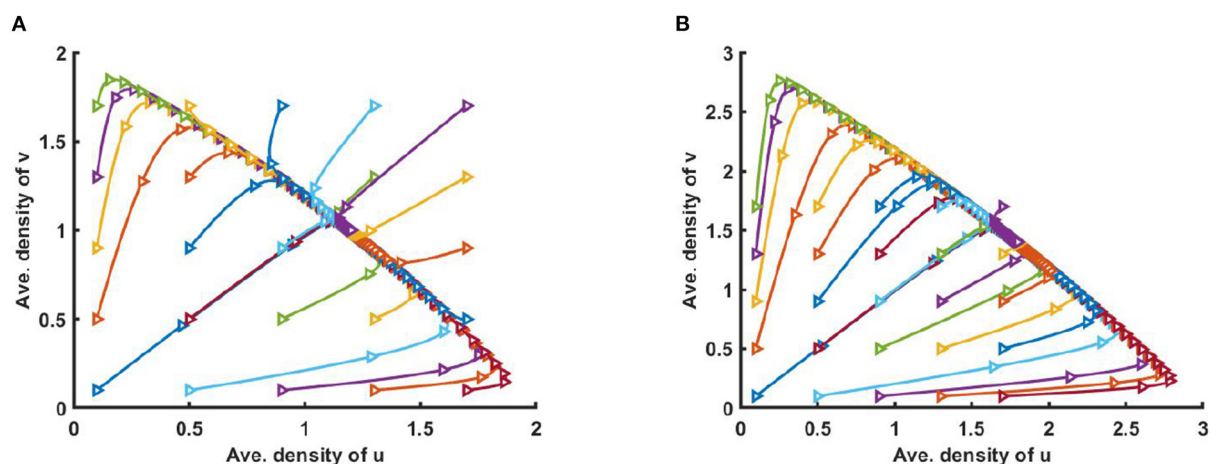 A
B
2
1.5
1
0.5
0
0 0.5 1 1.5 2
Ave. density of v
Ave. density of u
3
2.5
2
1.5
1
0.5
0
0 0.5 1 1.5 2 2.5 3
Ave. density of v
Ave. density of u